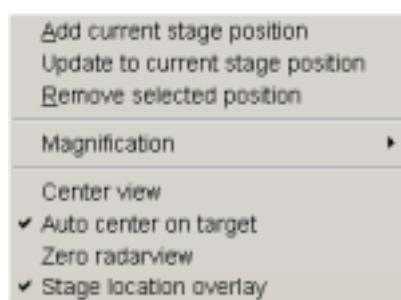 Add current stage position
Update to current stage position
Remove selected position
Magnification
Center view
Auto center on target
Zero radarview
Stage location overlay